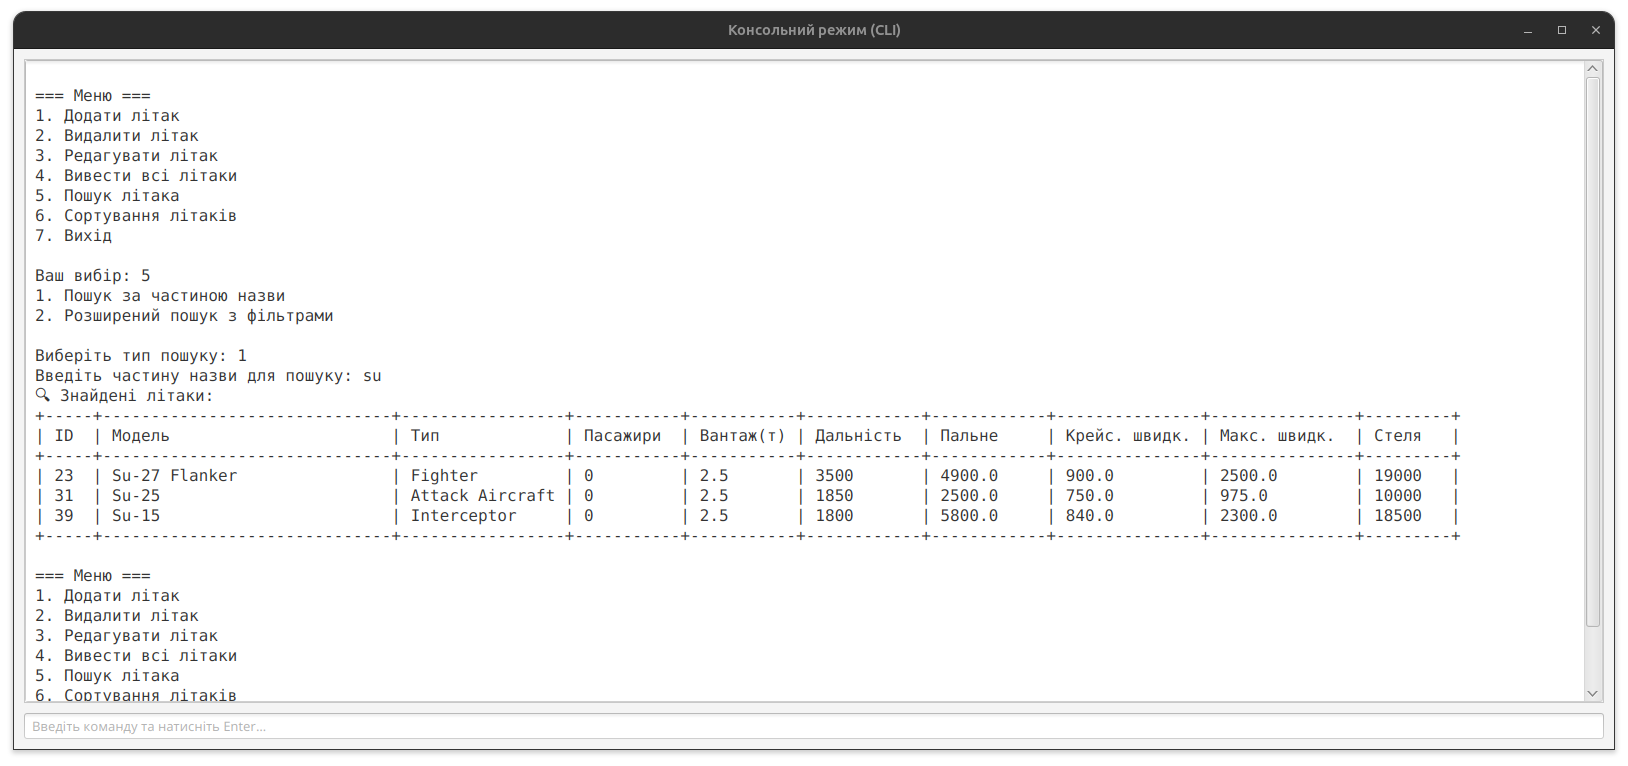 Консольний режим (CLI)
=== Меню ===
1. Додати літак
2. Видалити літак
3. Редагувати літак
4. Вивести всі літаки
5. Пошук літака
6. Сортування літаків
7. Вихід
Ваш вибір: 5
1. Пошук за частиною назви
2. Розширений пошук з фільтрами
Виберіть тип пошуку: 1
Введіть частину назви для пошуку: su
🔍 Знайдені літаки:
+-----+------------------------------+-----------------+-----------+-----------+------------+------------+---------------+---------------+---------+
| ID  | Модель                       | Тип             | Пасажири  | Вантаж(т) | Дальність  | Пальне     | Крейс. швидк. | Макс. швидк.  | Стеля   |
+-----+------------------------------+-----------------+-----------+-----------+------------+------------+---------------+---------------+---------+
| 23  | Su-27 Flanker                | Fighter         | 0         | 2.5       | 3500       | 4900.0     | 900.0         | 2500.0        | 19000   |
| 31  | Su-25                        | Attack Aircraft | 0         | 2.5       | 1850       | 2500.0     | 750.0         | 975.0         | 10000   |
| 39  | Su-15                        | Interceptor     | 0         | 2.5       | 1800       | 5800.0     | 840.0         | 2300.0        | 18500   |
+-----+------------------------------+-----------------+-----------+-----------+------------+------------+---------------+---------------+---------+
=== Меню ===
1. Додати літак
2. Видалити літак
3. Редагувати літак
4. Вивести всі літаки
5. Пошук літака
6. Сортування літаків
Введіть команду та натисніть Enter...